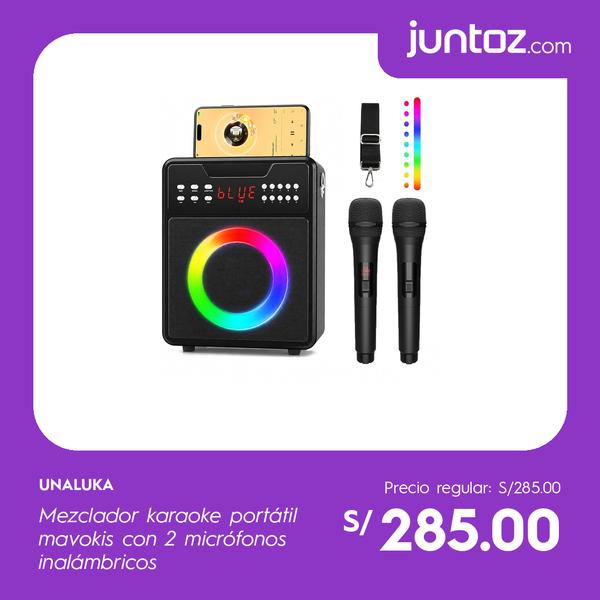 juntoz.com
bLUE
UNALUKA
Mezclador karaoke portátil
mavokis con 2 micrófonos
inalámbricos
Precio regular: S/285.00
S/ 285.00